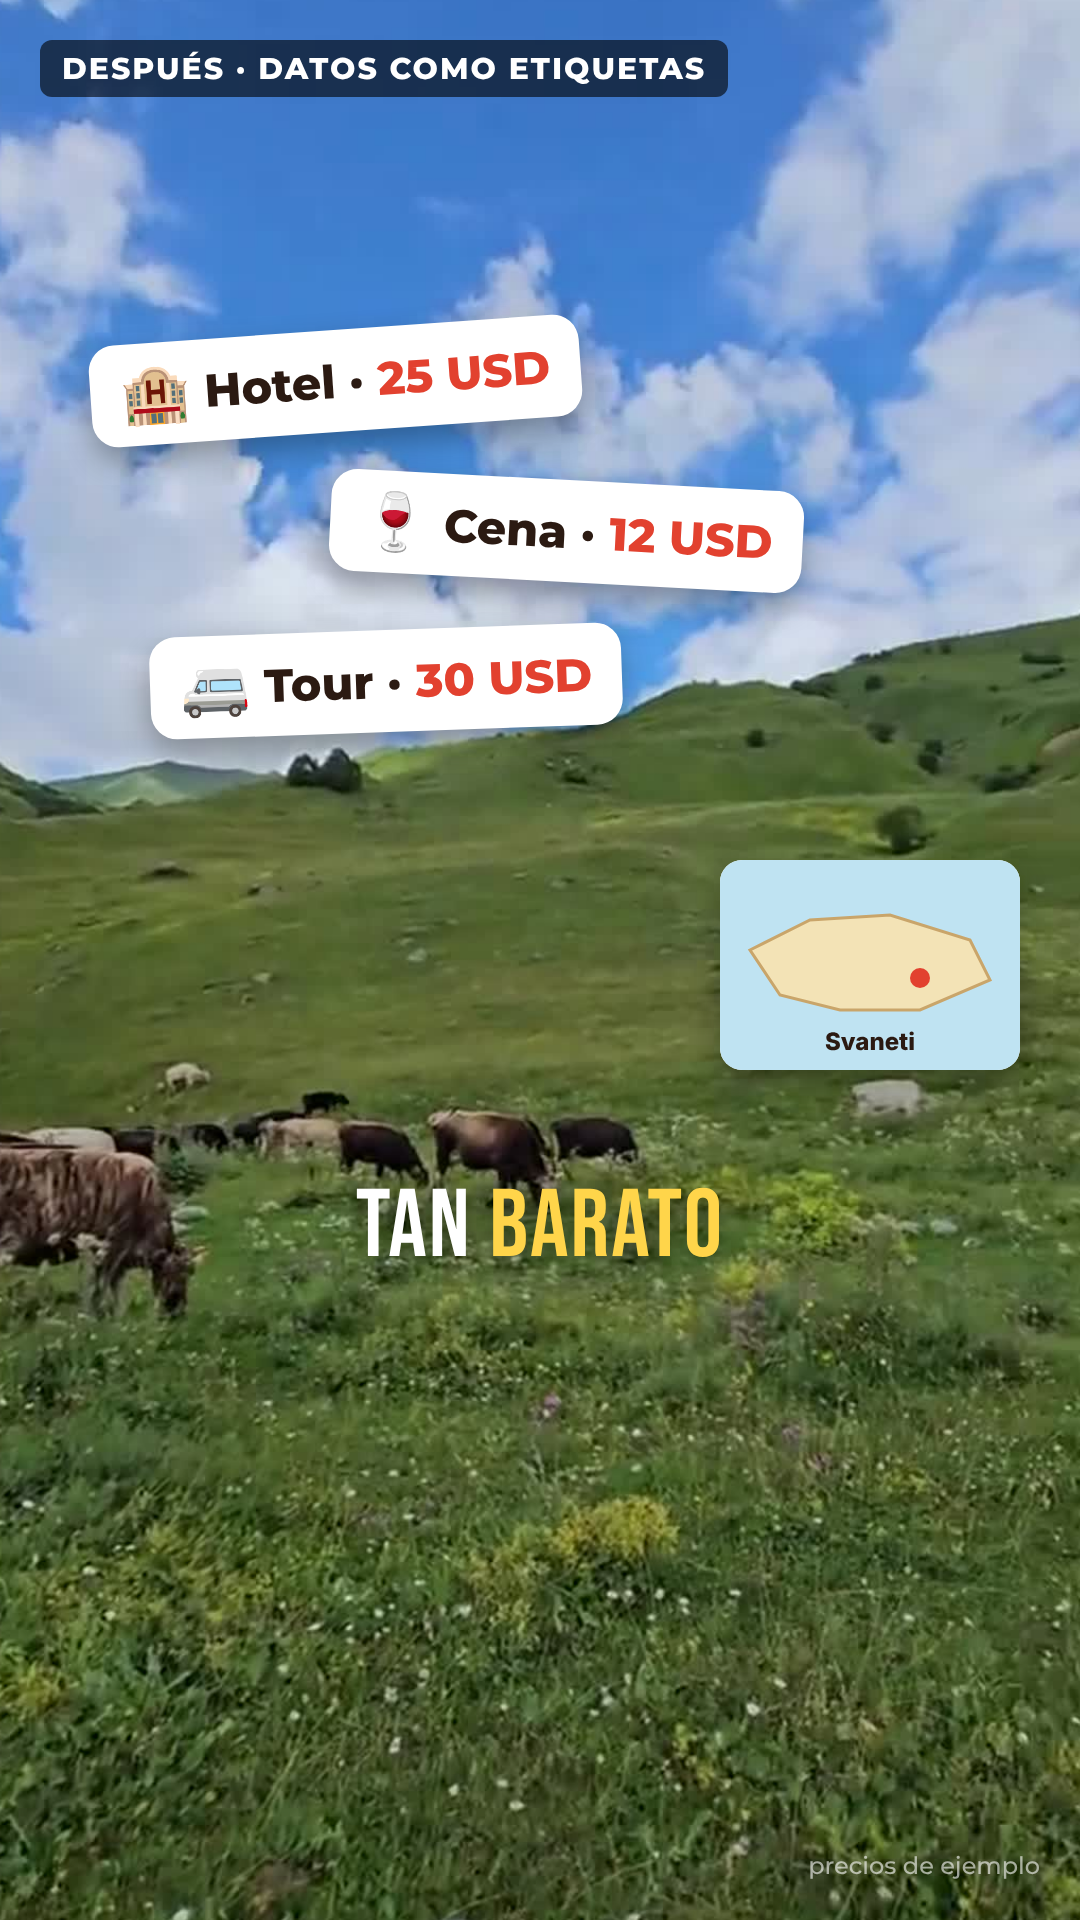 DESPUÉS · DATOS COMO ETIQUETAS
H
Hotel · 25 USD
Cena · 12 USD
Tour · 30 USD
Svaneti
TAN BARATO
precios de ejemplo